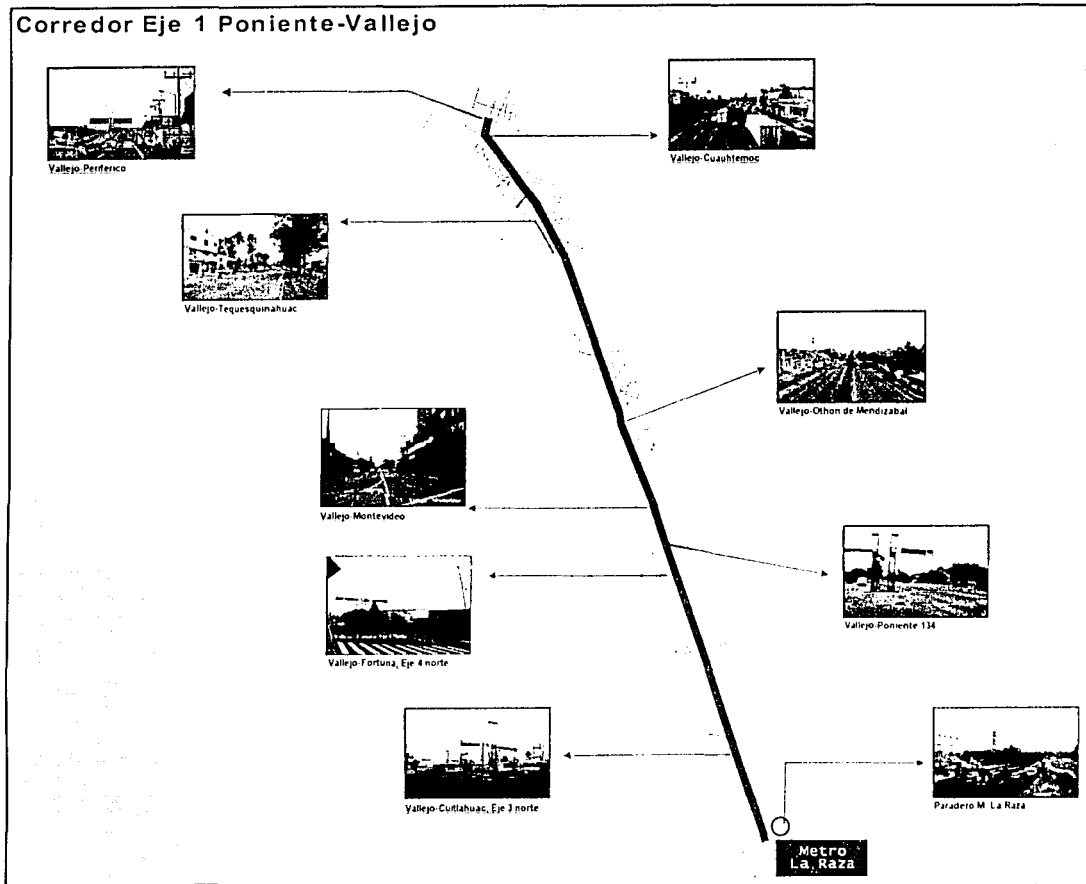 Corredor Eje 1 Poniente-Vallejo
Vallejo-Periferico
Vallejo-Cuauhtemoc
Vallejo-Tequesquinahuac
Vallejo-Othon de Mendizabal
Vallejo-Montevideo
Vallejo-Poniente 134
Vallejo-Fortuna, Eje 4 norte
Vallejo-Cuitlahuac, Eje 3 norte
Paradero M. La Raza
Metro
La Raza